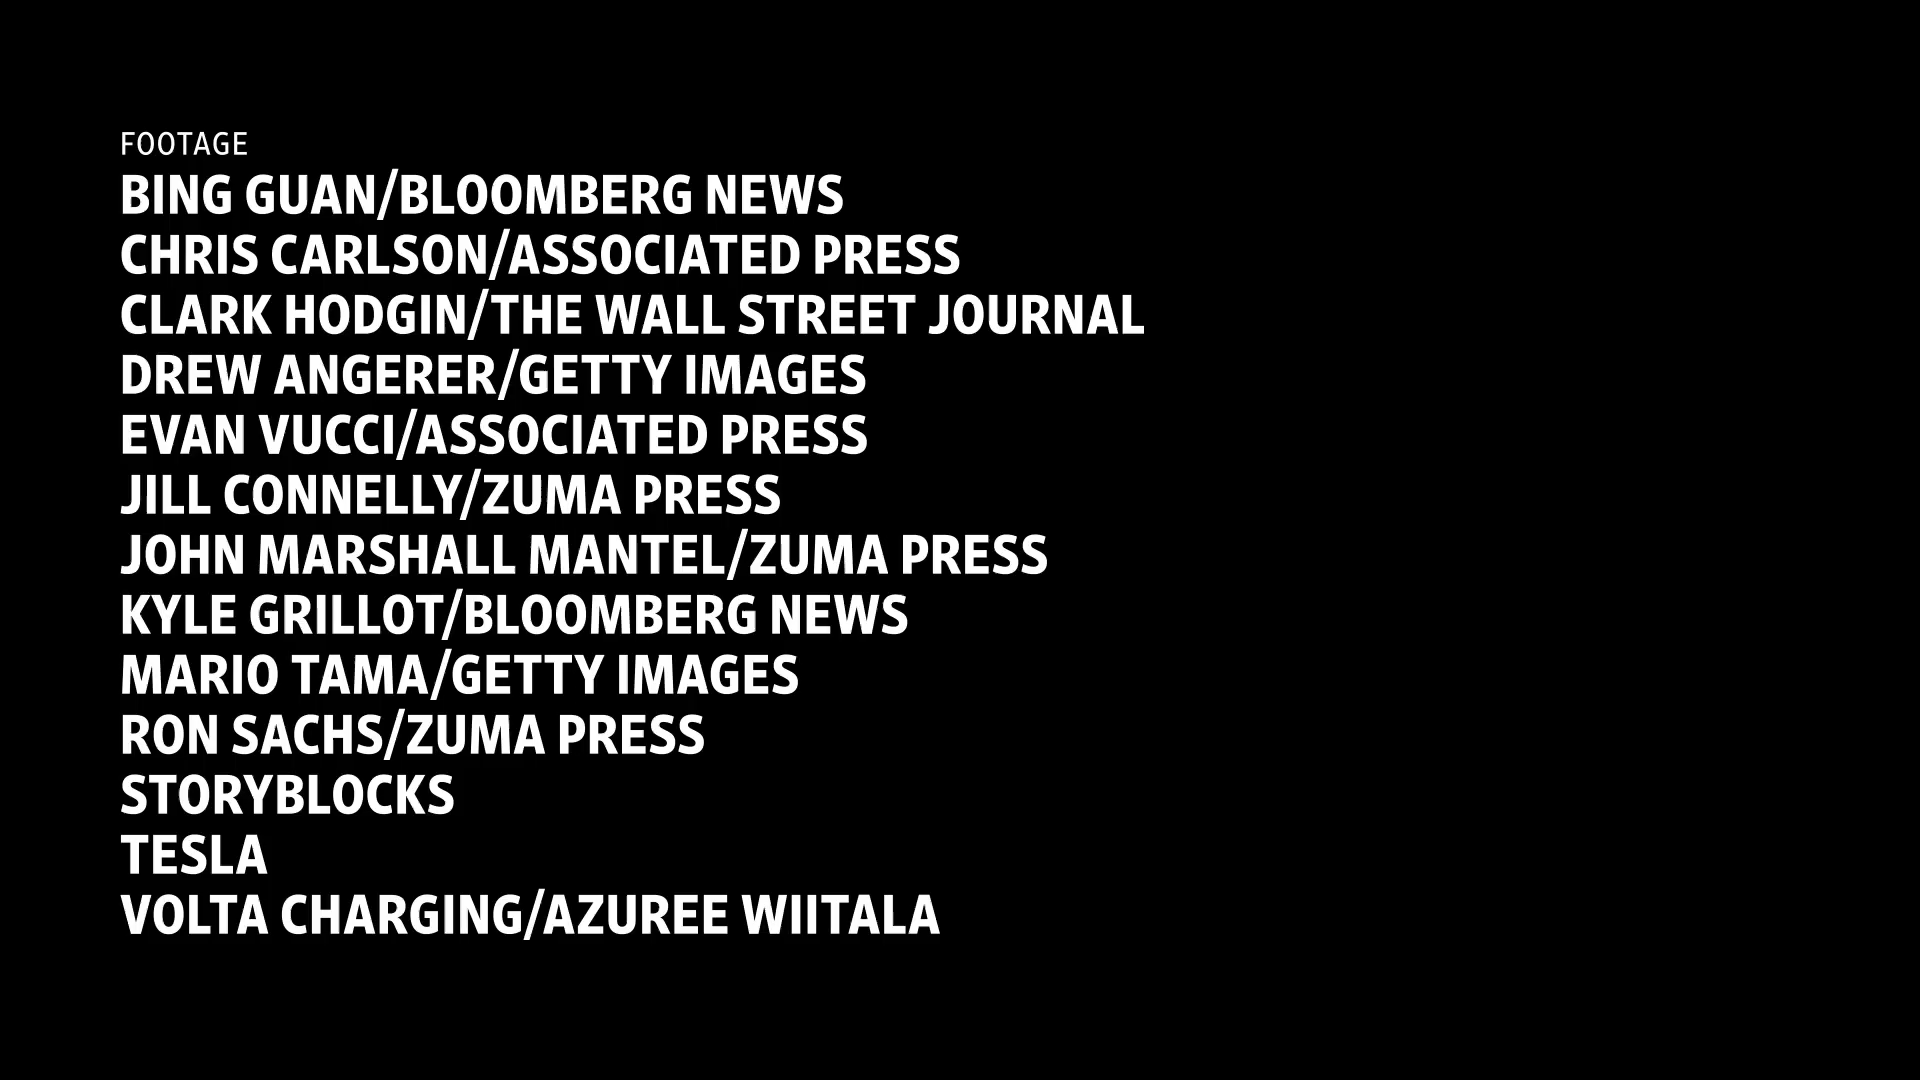 FOOTAGE
BING GUAN/BLOOMBERG NEWS
CHRIS CARLSON/ASSOCIATED PRESS
CLARK HODGIN/THE WALL STREET JOURNAL
DREW ANGERER/GETTY IMAGES
EVAN VUCCI/ASSOCIATED PRESS
JILL CONNELLY/ZUMA PRESS
JOHN MARSHALL MANTEL/ZUMA PRESS
KYLE GRILLOT/BLOOMBERG NEWS
MARIO TAMA/GETTY IMAGES
RON SACHS/ZUMA PRESS
STORYBLOCKS
TESLA
VOLTA CHARGING/AZUREE WIITALA